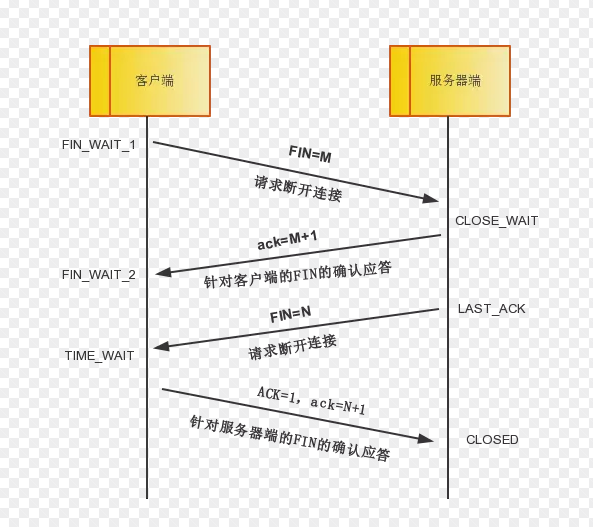 客户端
服务器端
FIN_WAIT_1
FIN=M
请求断开连接
CLOSE_WAIT
ack=M+1
FIN_WAIT_2
针对客户端的FIN的确认应答
LAST_ACK
FIN=N
TIME_WAIT
请求断开连接
ACK=1, ack=N+1
针对服务器端的FIN的确认应答
CLOSED